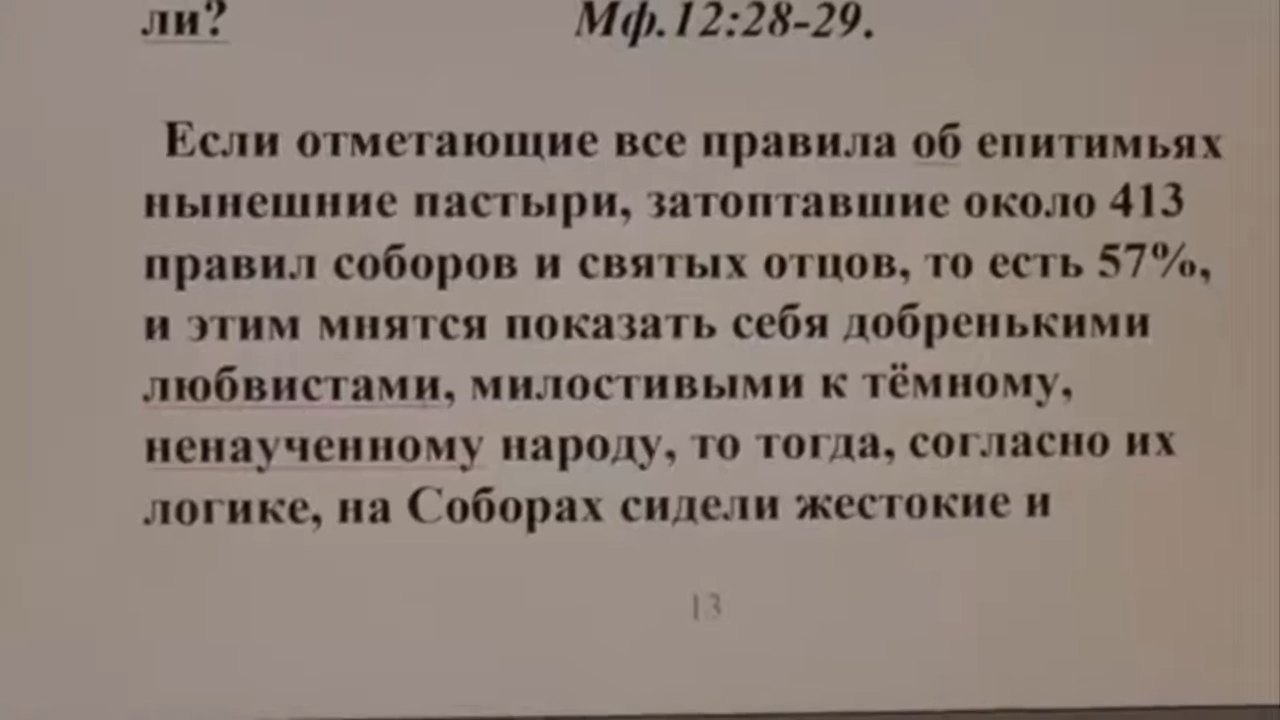 ли? Мф.12:28-29.
Если отметающие все правила об епитимьях
нынешние пастыри, затоптавшие около 413
правил соборов и святых отцов, то есть 57%,
и этим мнятся показать себя добренькими
любвистами, милостивыми к тёмному,
ненаученному народу, то тогда, согласно их
логике, на Соборах сидели жестокие и
13